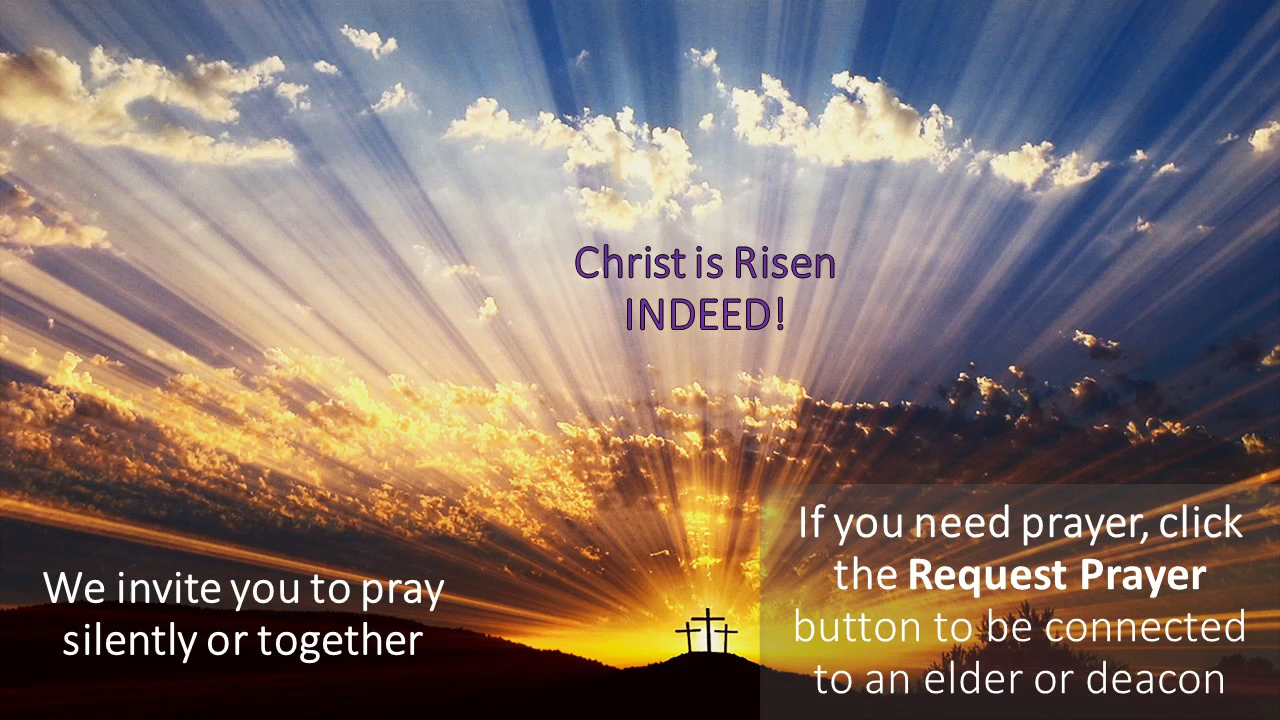 Christ is Risen
INDEED!
We invite you to pray
silently or together
If you need prayer, click
the Request Prayer
button to be connected
to an elder or deacon